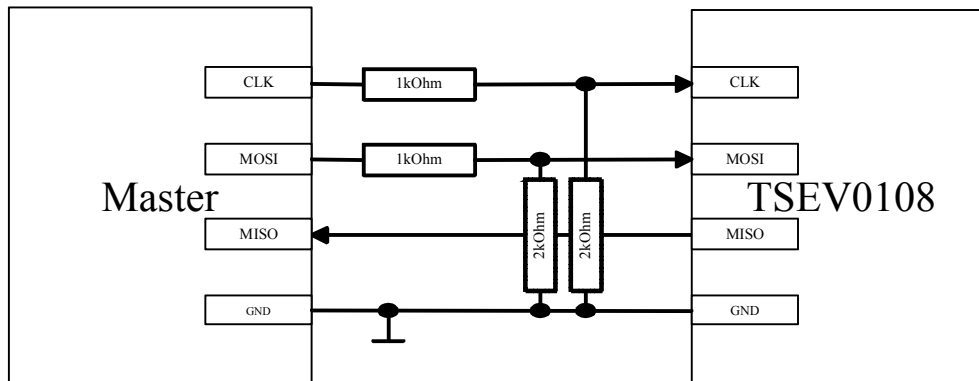 CLK
1kOhm
CLK
MOSI
1kOhm
MOSI
Master
TSEV0108
MISO
2kOhm
2kOhm
MISO
GND
GND